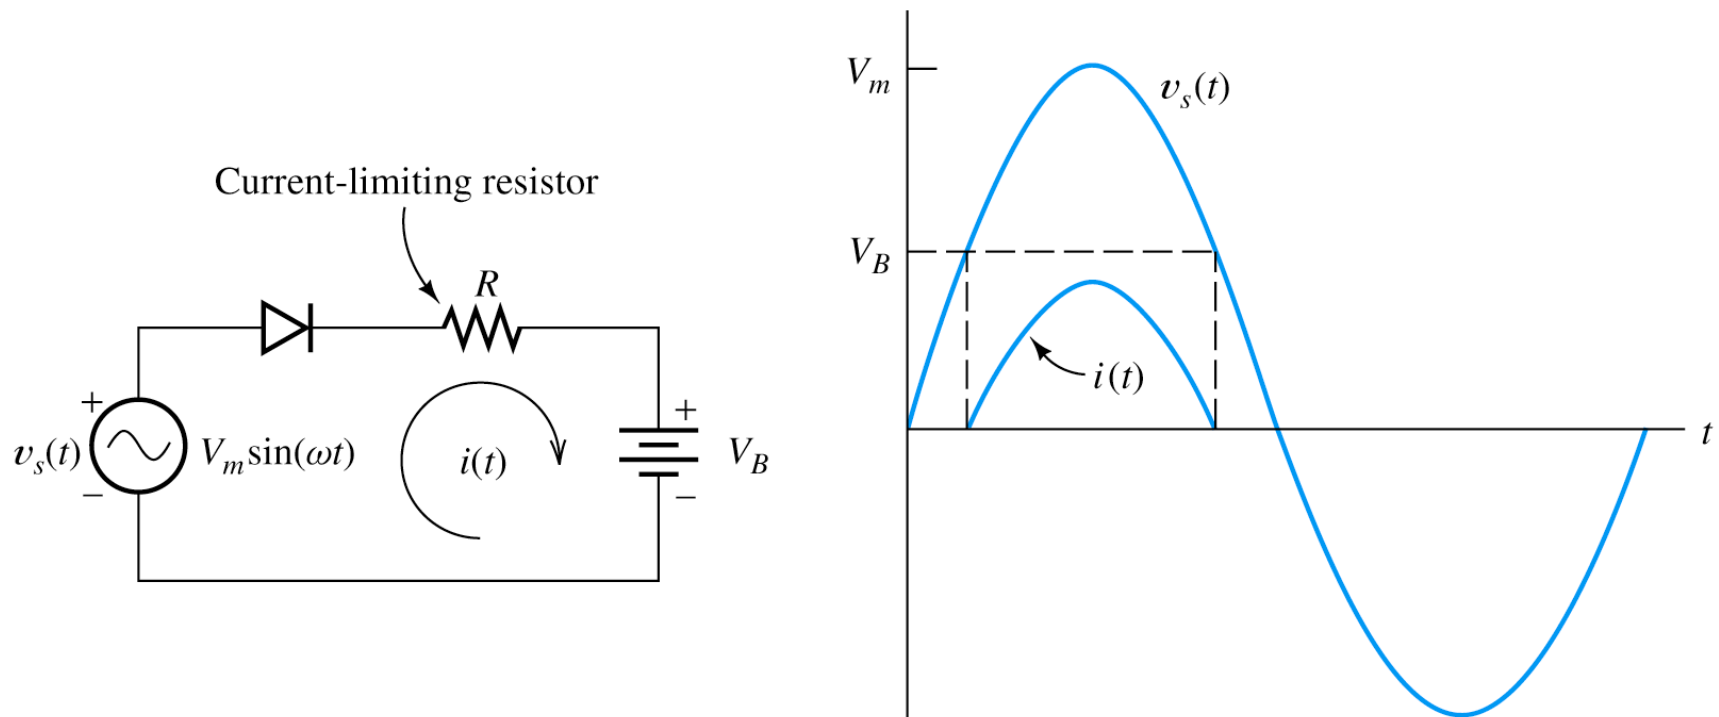 Current-limiting resistor
R
+
v_s(t)
V_m sin(ωt)
−
i(t)
+
V_B
−
V_m
v_s(t)
V_B
i(t)
t